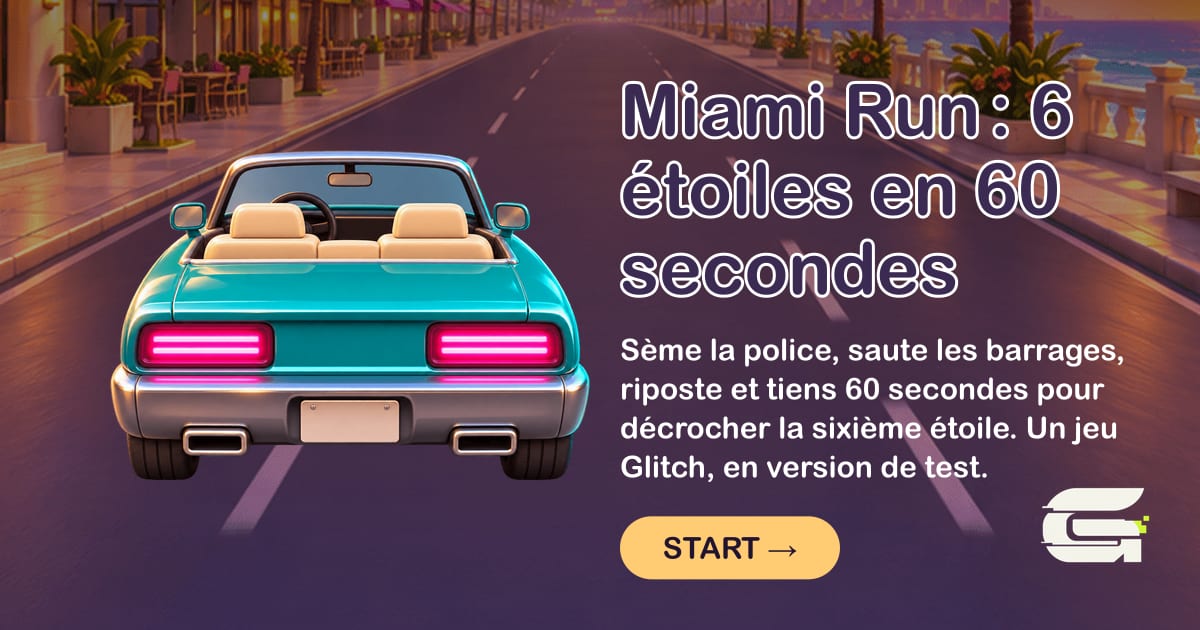 Miami Run : 6
étoiles en 60
secondes
Sème la police, saute les barrages,
riposte et tiens 60 secondes pour
décrocher la sixième étoile. Un jeu
Glitch, en version de test.
START →